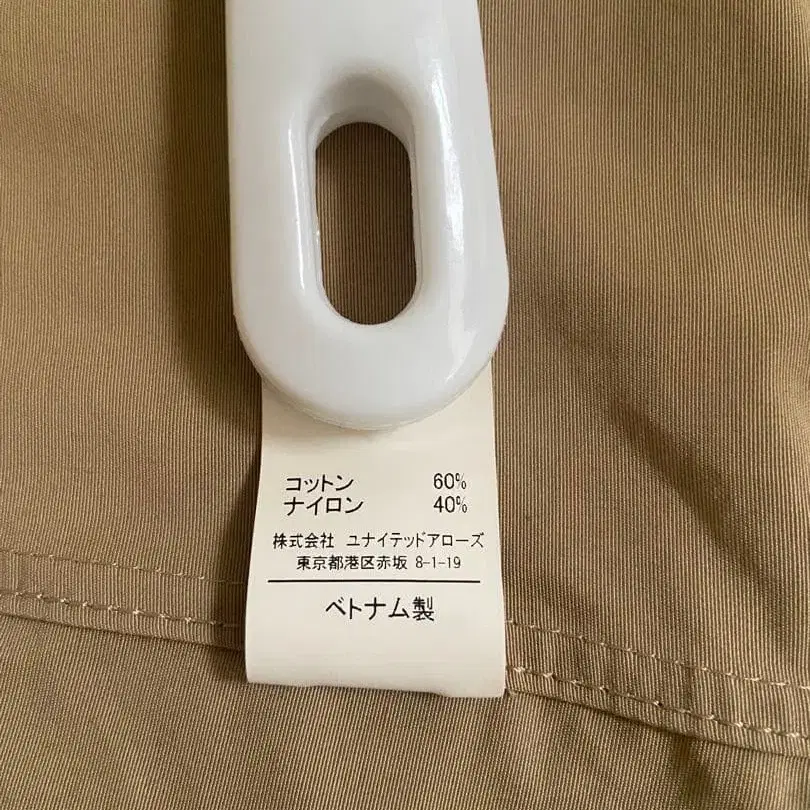 コットン 60%
ナイロン 40%
株式会社 ユナイテッドアローズ
東京都港区赤坂 8-1-19
ベトナム製